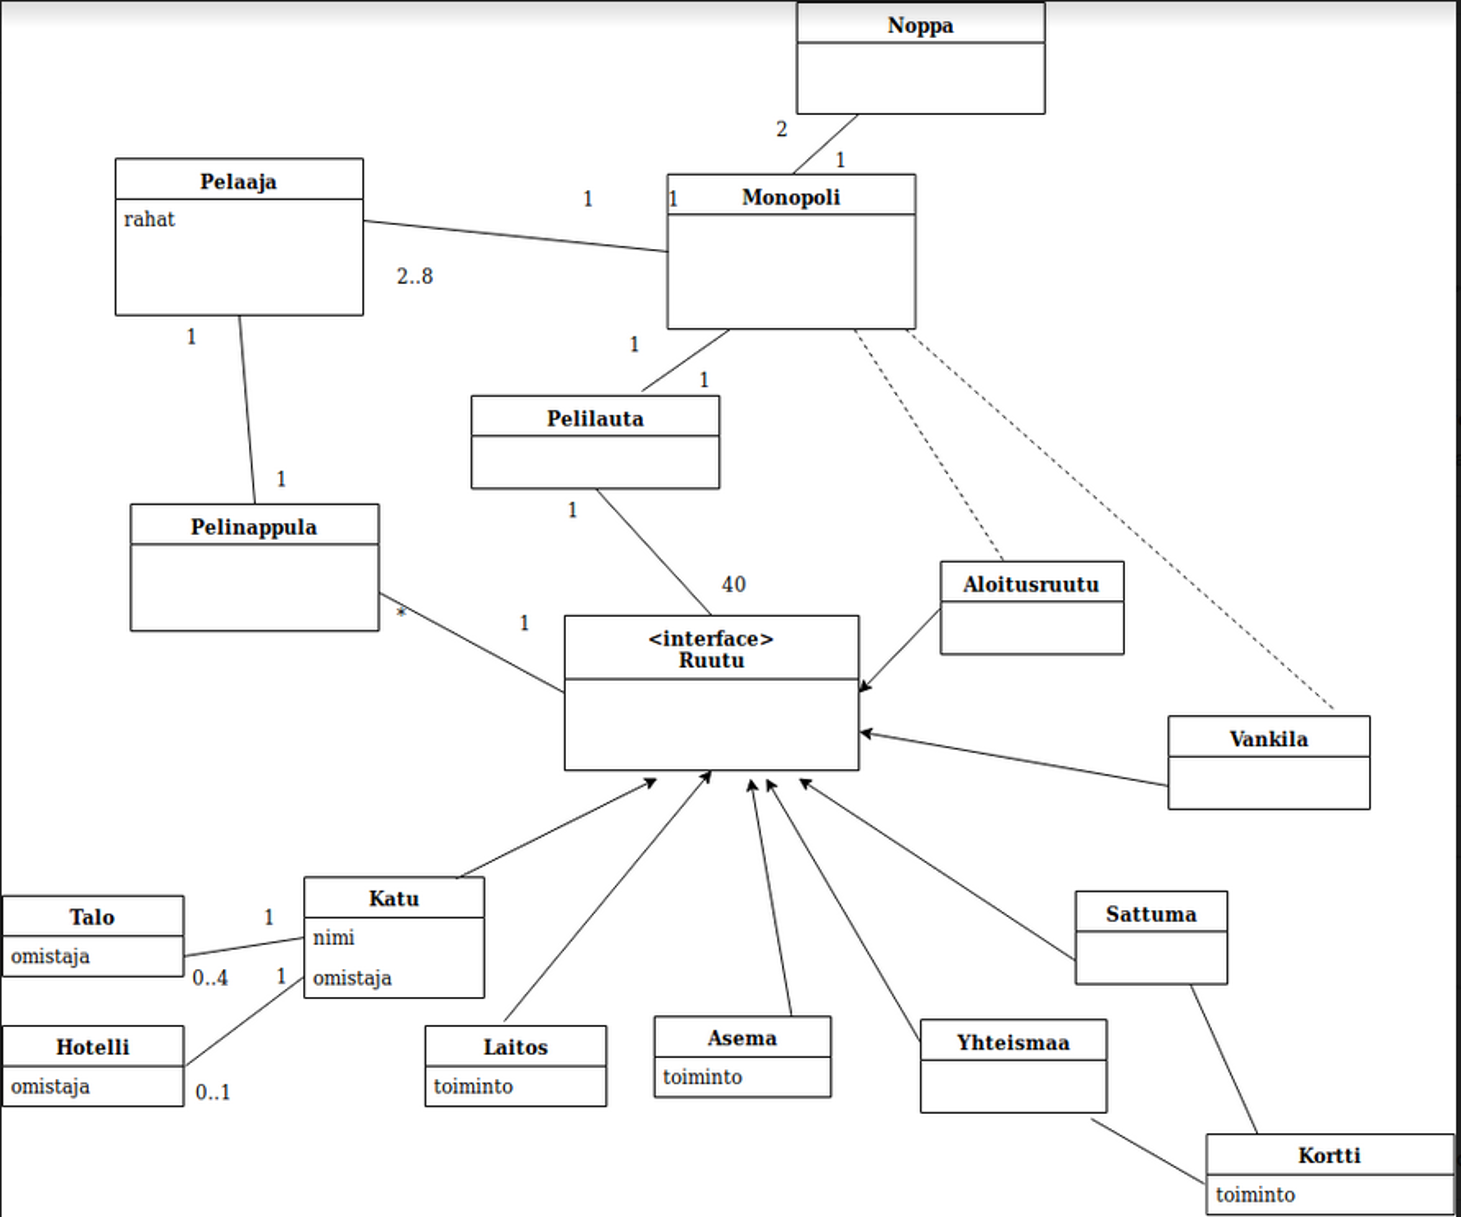 Noppa
2
1
Pelaaja
rahat
1
1
Monopoli
2..8
1
1
1
Pelilauta
1
Pelinappula
1
40
*
1
<interface>
Ruutu
Aloitusruutu
Vankila
Talo
omistaja
1
0..4
Katu
nimi
omistaja
1
Hotelli
omistaja
0..1
Laitos
toiminto
Asema
toiminto
Yhteismaa
Sattuma
Kortti
toiminto